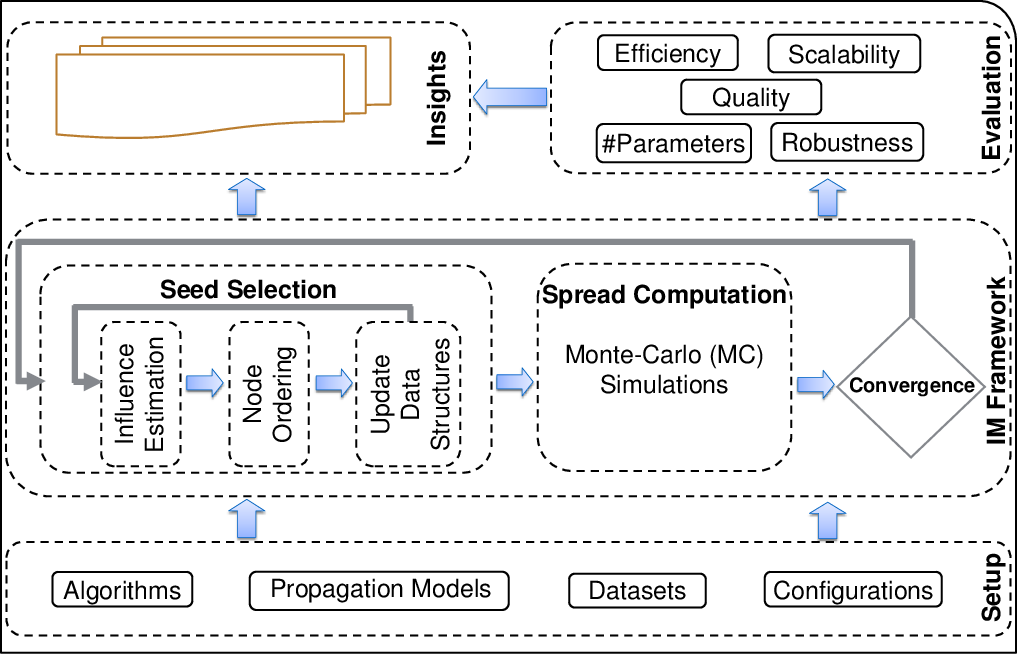 Insights
Efficiency
Scalability
Quality
#Parameters
Robustness
Evaluation
Seed Selection
Influence
Estimation
Node
Ordering
Update
Data
Structures
Spread Computation
Monte-Carlo (MC)
Simulations
Convergence
IM Framework
Algorithms
Propagation Models
Datasets
Configurations
Setup